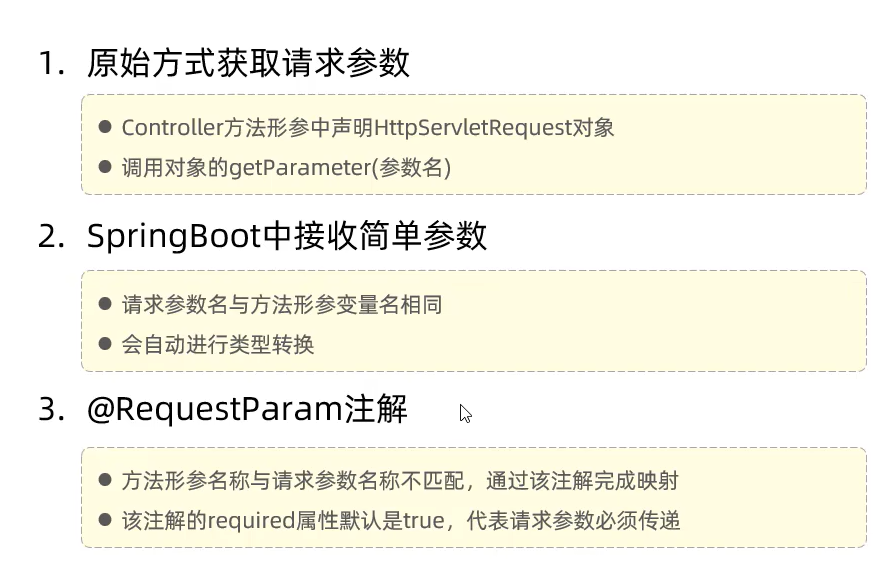 1. 原始方式获取请求参数
● Controller方法形参中声明HttpServletRequest对象
● 调用对象的getParameter(参数名)
2. SpringBoot中接收简单参数
● 请求参数名与方法形参变量名相同
● 会自动进行类型转换
3. @RequestParam注解
● 方法形参名称与请求参数名称不匹配，通过该注解完成映射
● 该注解的required属性默认是true，代表请求参数必须传递